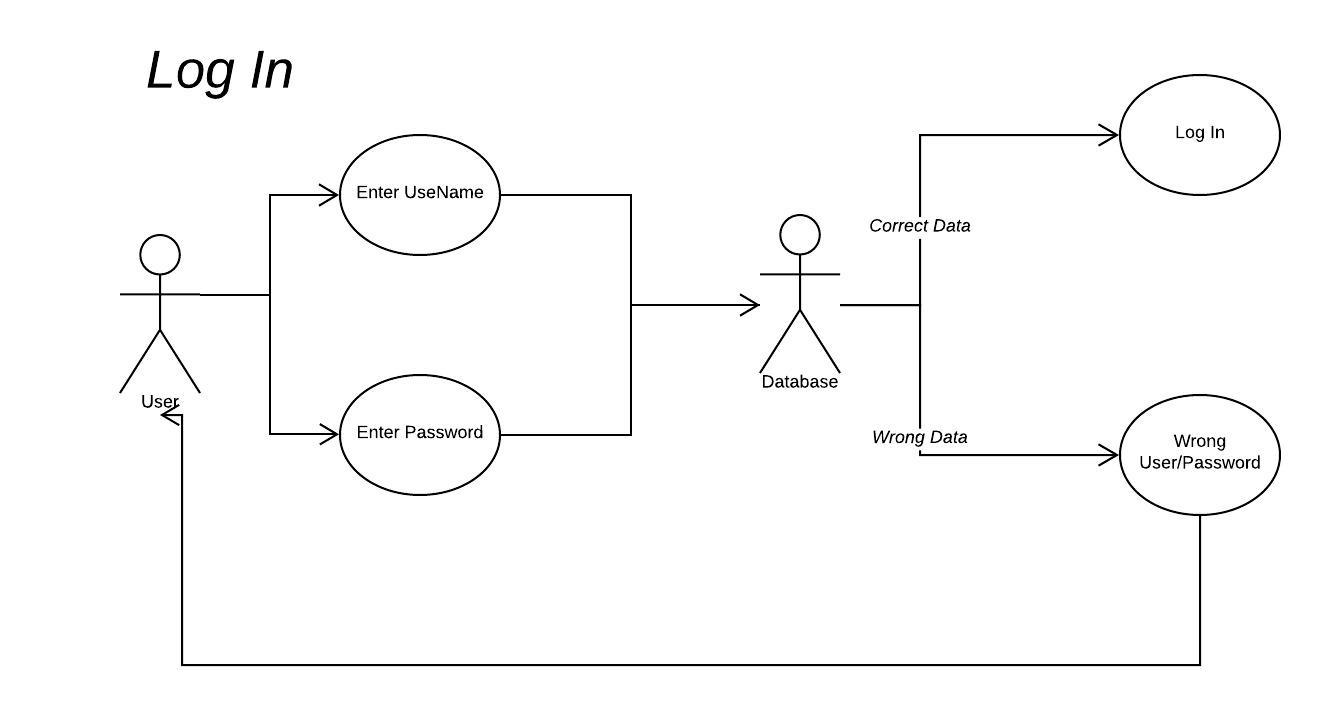 Log In
Enter UseName
Enter Password
User
Database
Correct Data
Wrong Data
Log In
Wrong
User/Password